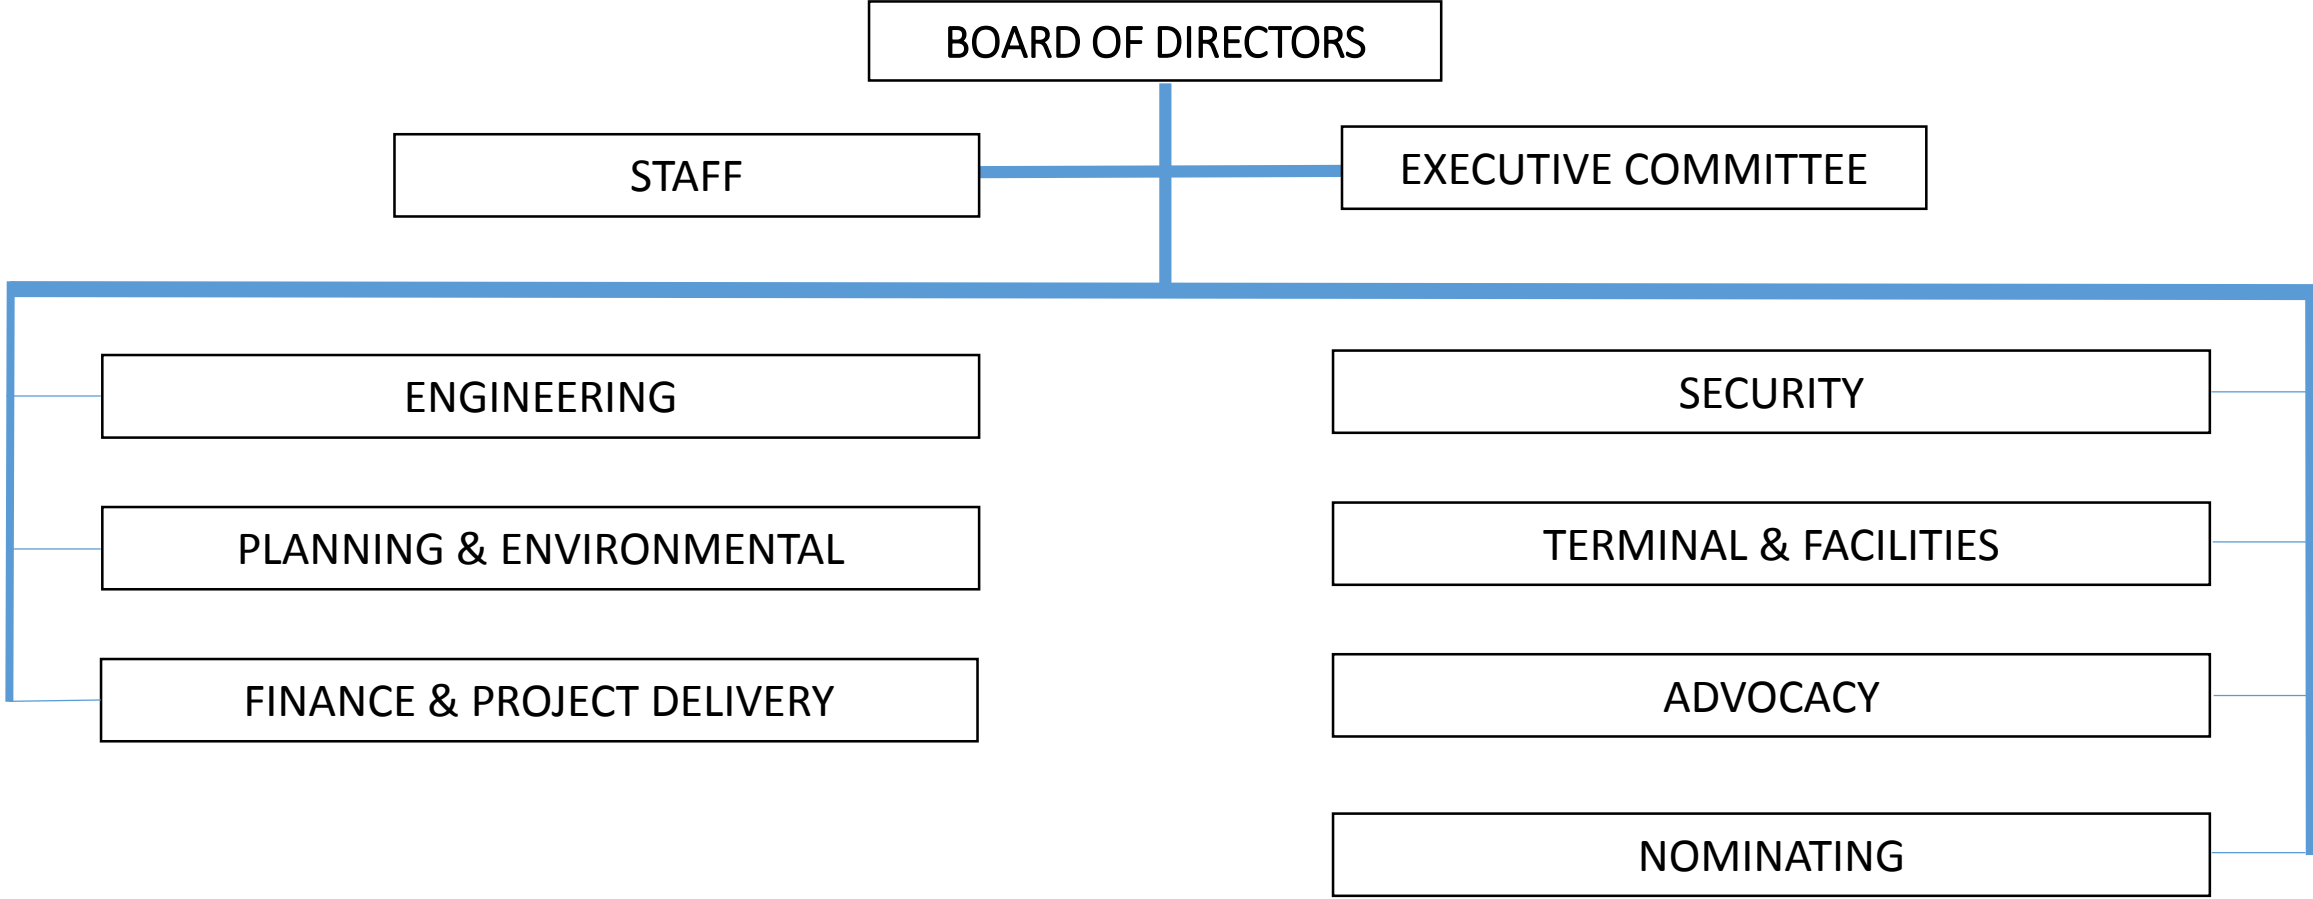 BOARD OF DIRECTORS
STAFF
EXECUTIVE COMMITTEE
ENGINEERING
PLANNING & ENVIRONMENTAL
FINANCE & PROJECT DELIVERY
SECURITY
TERMINAL & FACILITIES
ADVOCACY
NOMINATING